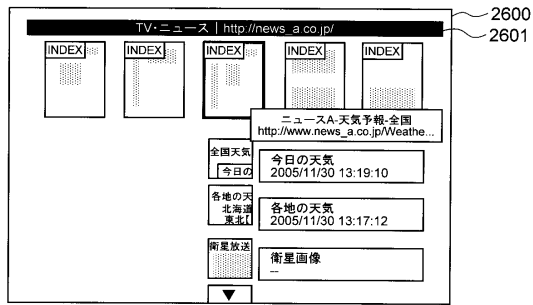 2600
TV・ニュース | http://news_a.co.jp/
2601
INDEX INDEX INDEX INDEX INDEX
ニュースA-天気予報-全国
http://www.news_a.co.jp/Weathe...
全国天気
今日の
今日の天気
2005/11/30 13:19:10
各地の天
北海道
東北[
各地の天気
2005/11/30 13:17:12
衛星放送
衛星画像
--
▼